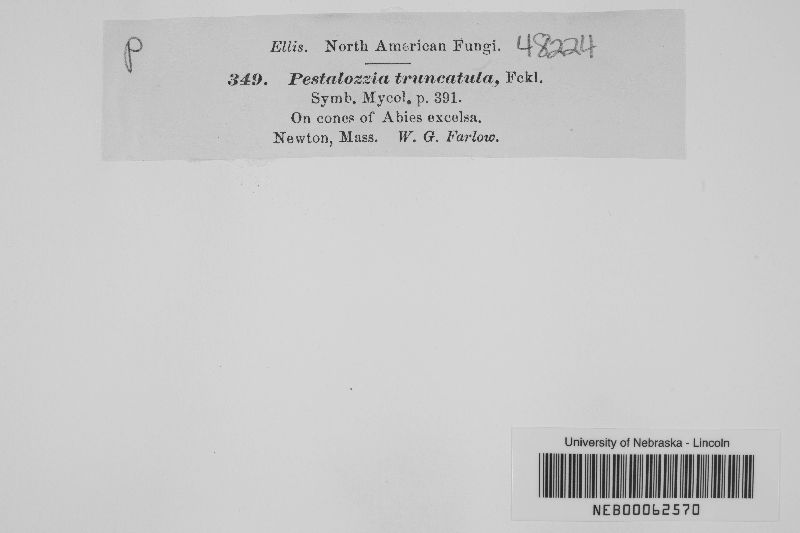 P
Ellis. North American Fungi. 48224
349. Pestalozzia truncatula, Fckl.
Symb. Mycol. p. 391.
On cones of Abies excelsa.
Newton, Mass. W. G. Farlow.
University of Nebraska - Lincoln
NEB00062570